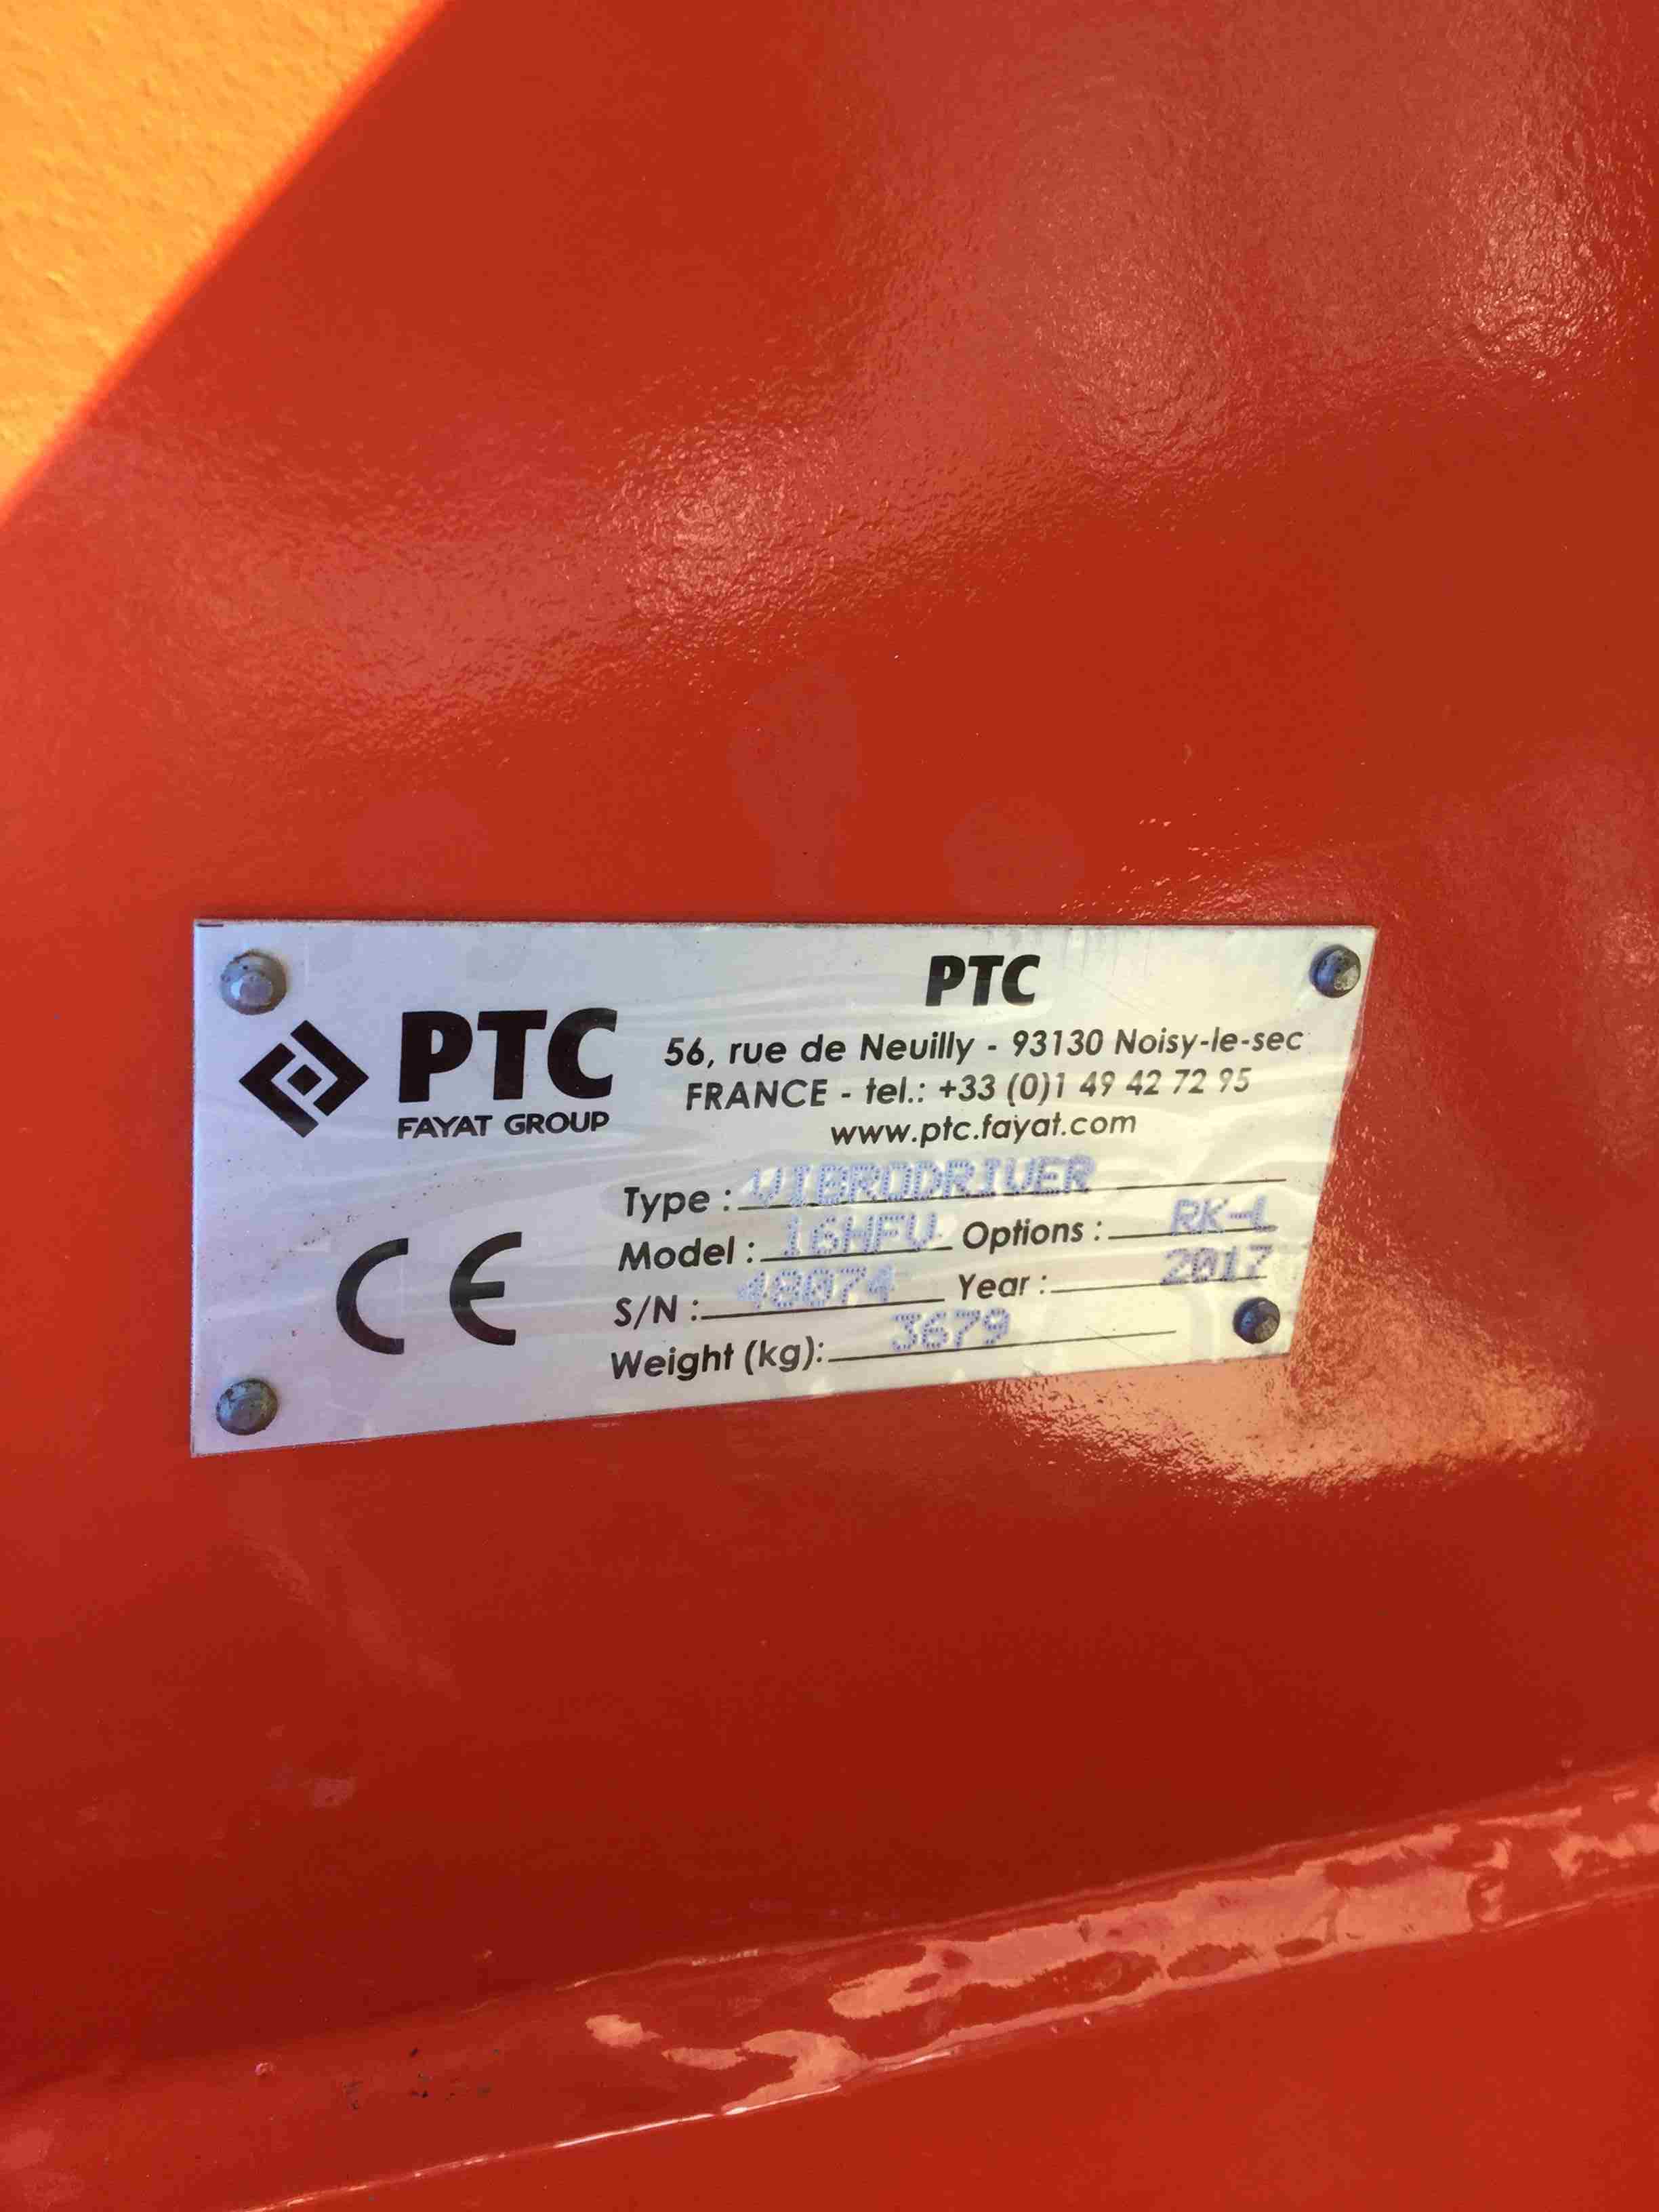 PTC
FAYAT GROUP
PTC
56, rue de Neuilly - 93130 Noisy-le-sec
FRANCE - tel.: +33 (0)1 49 42 72 95
www.ptc.fayat.com
CE
Type : VIBRODRIVER
Model : 16HFV Options : RK-L
S/N : 48074 Year : 2017
Weight (kg): 3679